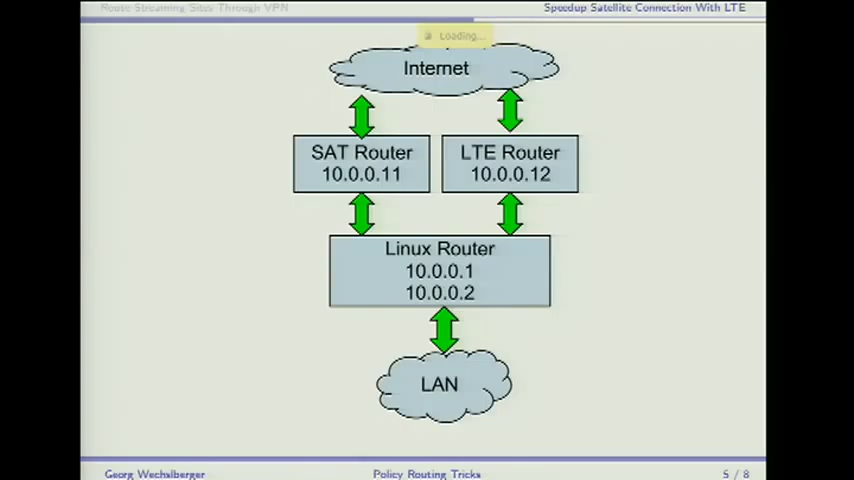 Route Streaming Sites Through VPN
Speedup Satellite Connection With LTE
Loading...
Internet
SAT Router
10.0.0.11
LTE Router
10.0.0.12
Linux Router
10.0.0.1
10.0.0.2
LAN
Georg Wechslberger
Policy Routing Tricks
5 / 8